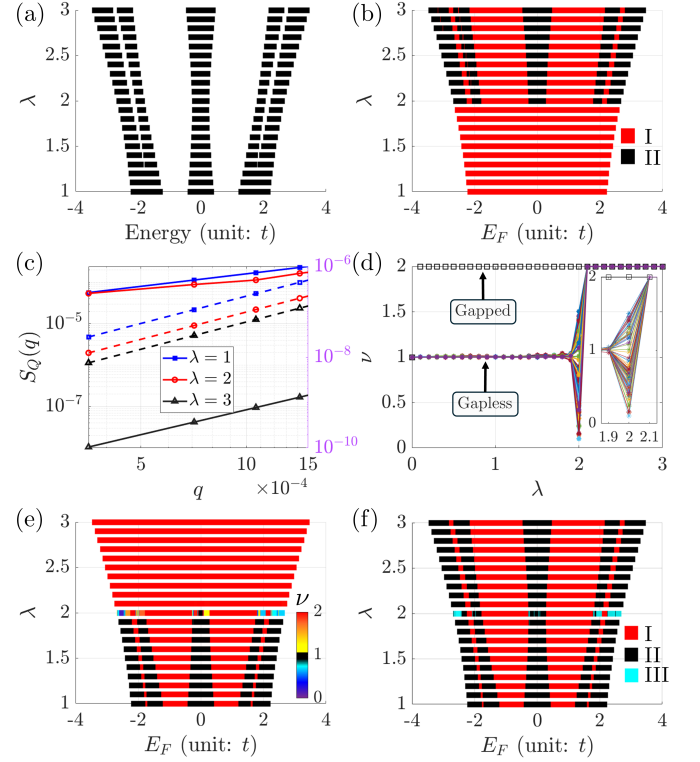 (a)
3
2.5
2
1.5
1
λ
-4 -2 0 2 4
Energy (unit: t)
(b)
3
2.5
2
1.5
1
λ
I
II
-4 -2 0 2 4
E_F (unit: t)
(c)
10^{-5}
10^{-7}
S_Q(q)
10^{-6}
10^{-8}
10^{-10}
λ = 1
λ = 2
λ = 3
5 10 15
q ×10^{-4}
(d)
2
1.5
1
0.5
0
ν
Gapped
Gapless
2
1
0
1.9 2 2.1
0 1 2 3
λ
(e)
3
2.5
2
1.5
1
λ
ν
2
1
0
-4 -2 0 2 4
E_F (unit: t)
(f)
3
2.5
2
1.5
1
λ
I
II
III
-4 -2 0 2 4
E_F (unit: t)